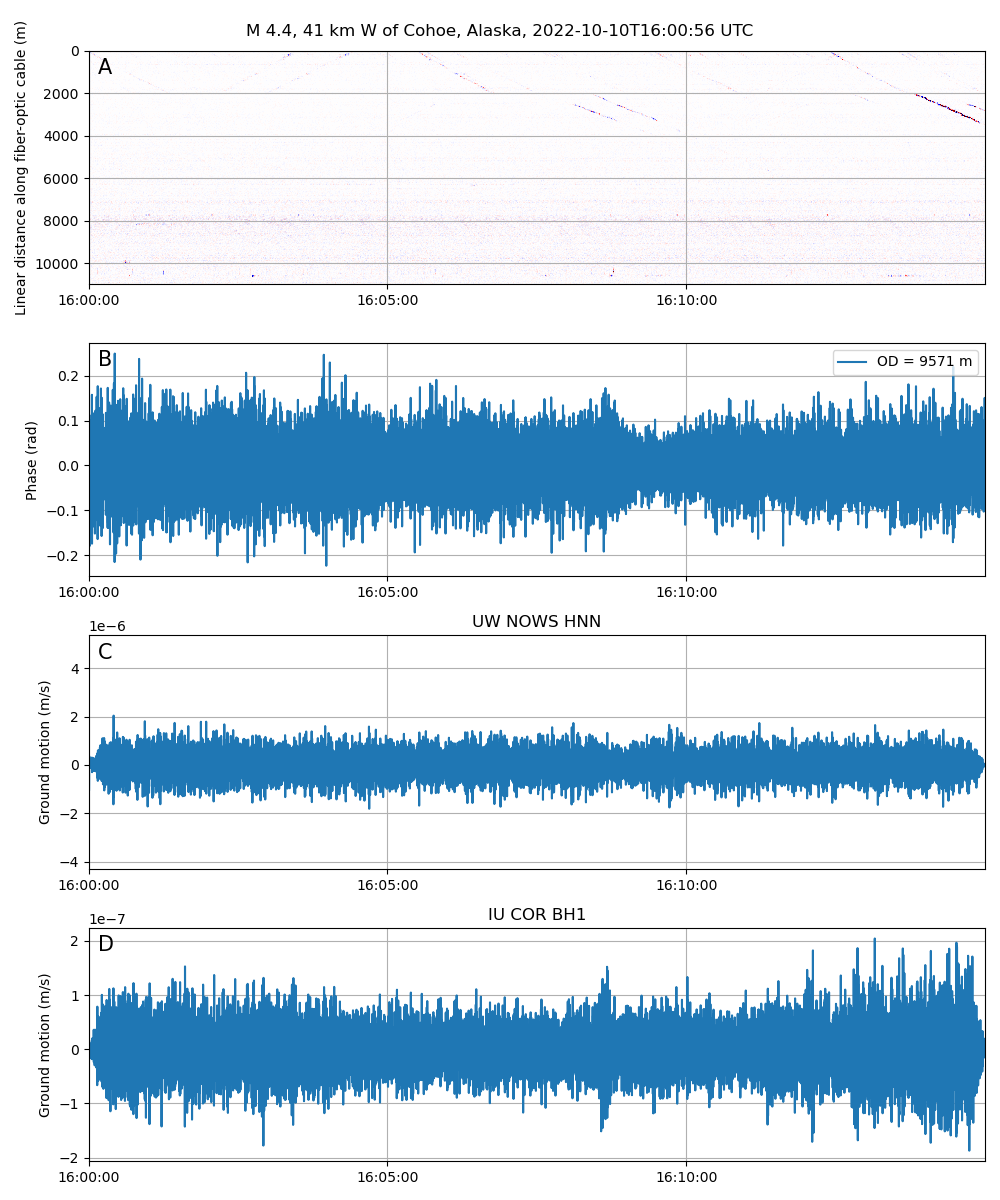 M 4.4, 41 km W of Cohoe, Alaska, 2022-10-10T16:00:56 UTC
Linear distance along fiber-optic cable (m)
A
0
2000
4000
6000
8000
10000
16:00:00
16:05:00
16:10:00
B
OD = 9571 m
Phase (rad)
0.2
0.1
0.0
−0.1
−0.2
16:00:00
16:05:00
16:10:00
UW NOWS HNN
1e−6
C
Ground motion (m/s)
4
2
0
−2
−4
16:00:00
16:05:00
16:10:00
IU COR BH1
1e−7
D
Ground motion (m/s)
2
1
0
−1
−2
16:00:00
16:05:00
16:10:00